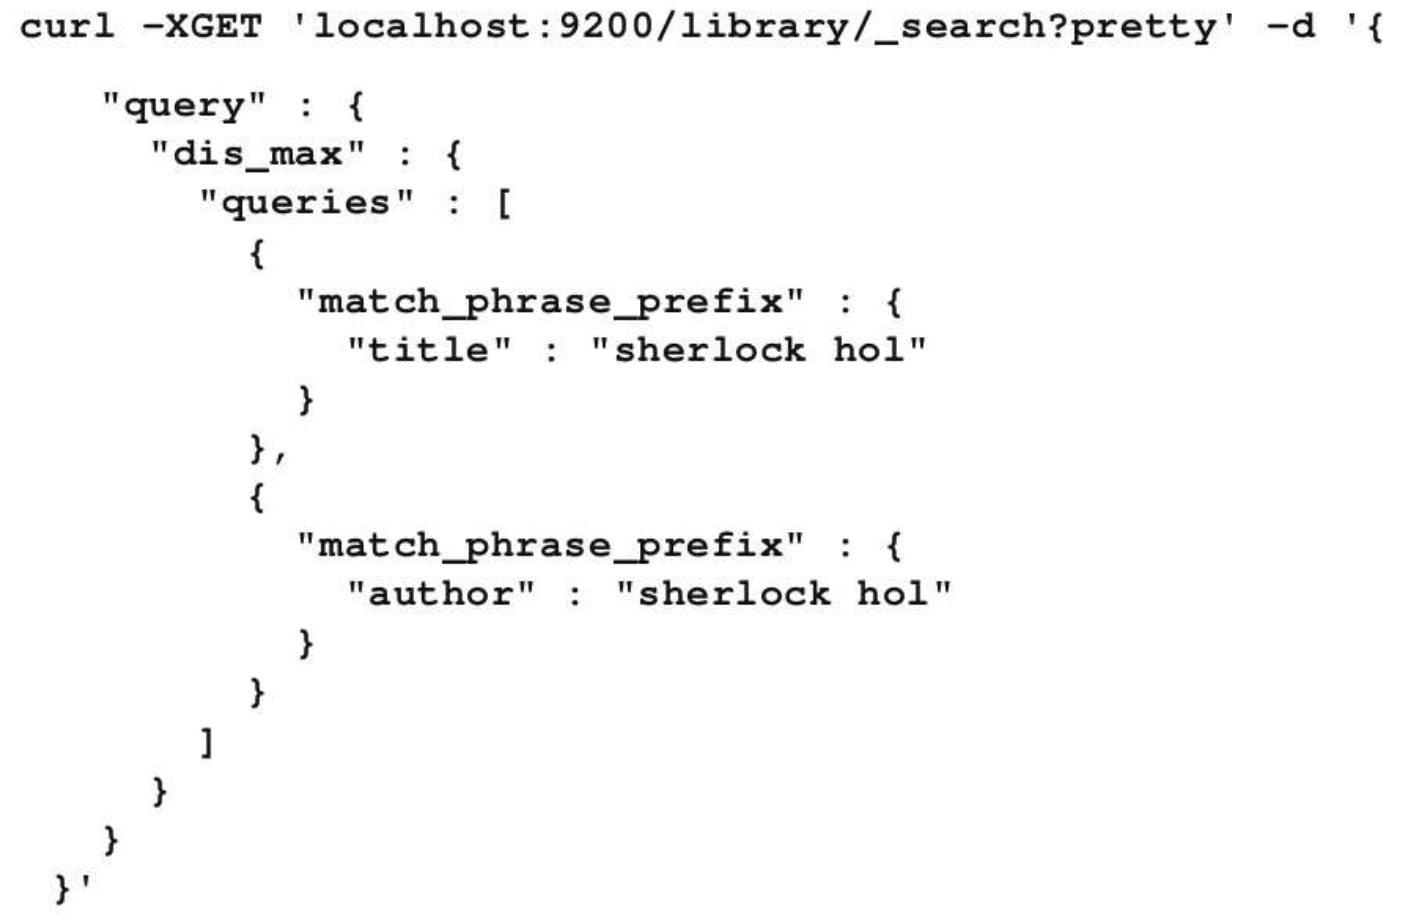 curl –XGET 'localhost:9200/library/_search?pretty' –d '{
"query" : {
"dis_max" : {
"queries" : [
{
"match_phrase_prefix" : {
"title" : "sherlock hol"
}
},
{
"match_phrase_prefix" : {
"author" : "sherlock hol"
}
}
]
}
}
}'